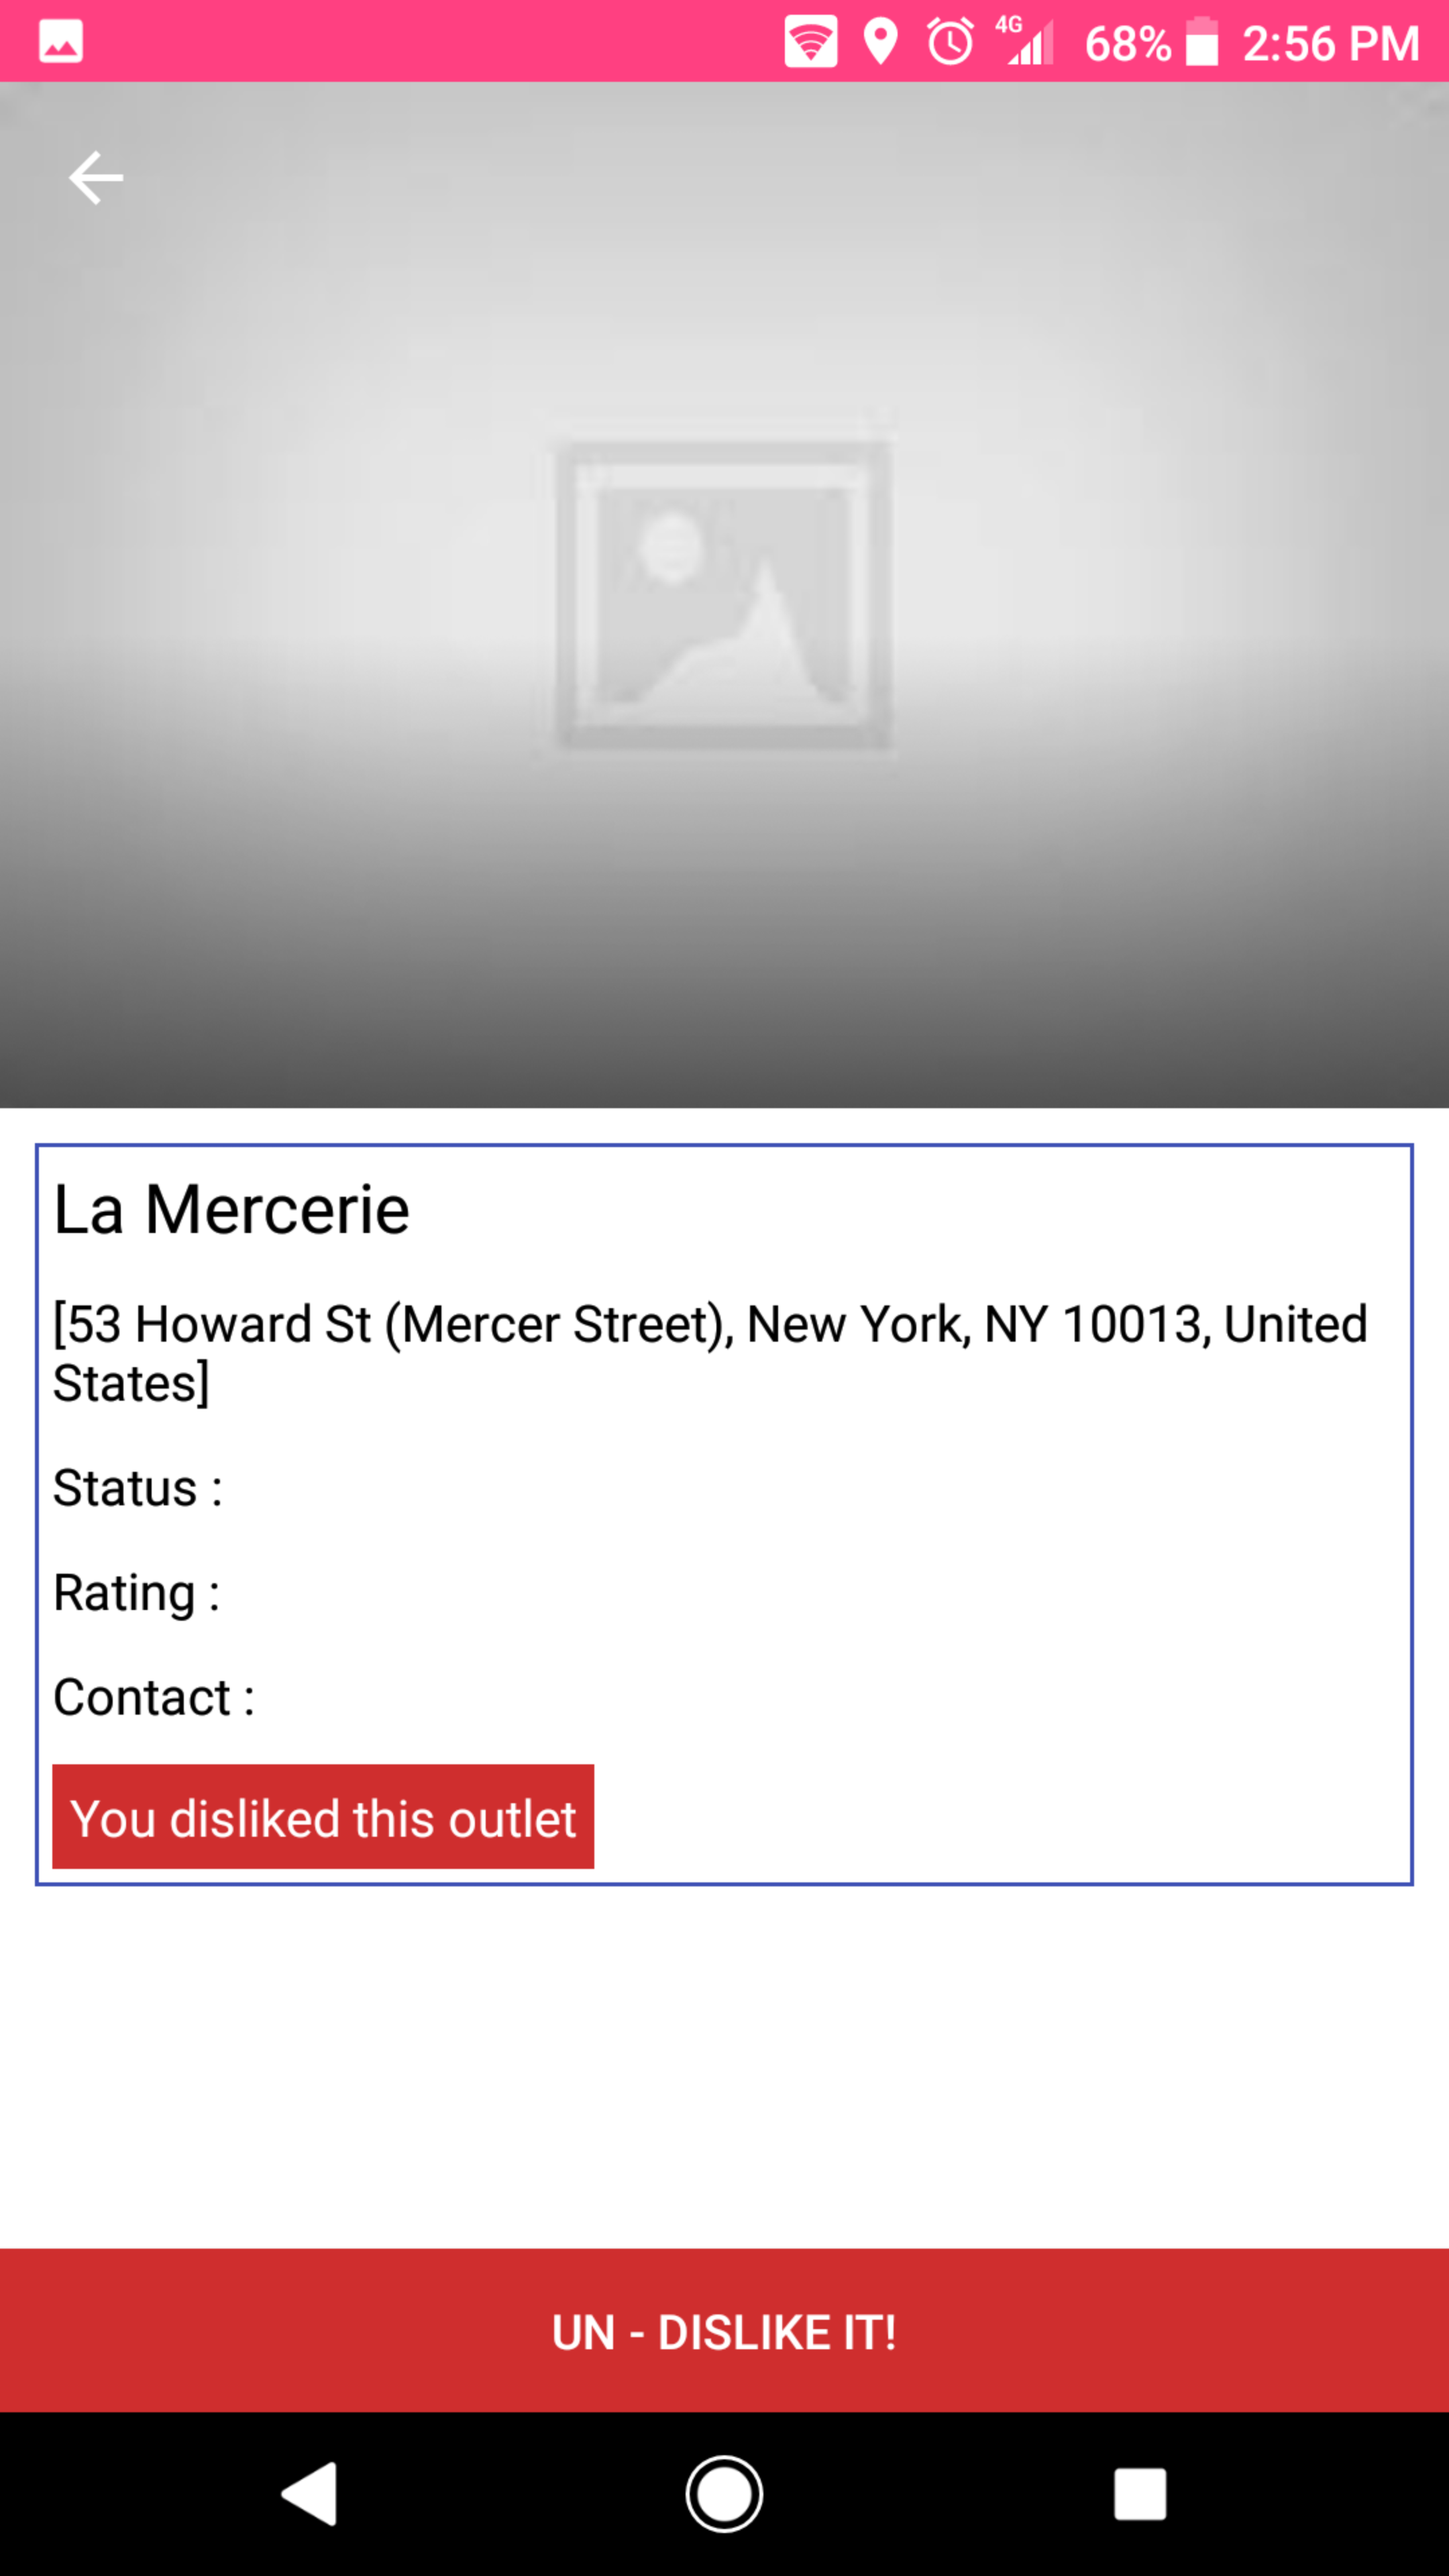 4G 68% 2:56 PM
La Mercerie
[53 Howard St (Mercer Street), New York, NY 10013, United
States]
Status :
Rating :
Contact :
You disliked this outlet
UN - DISLIKE IT!